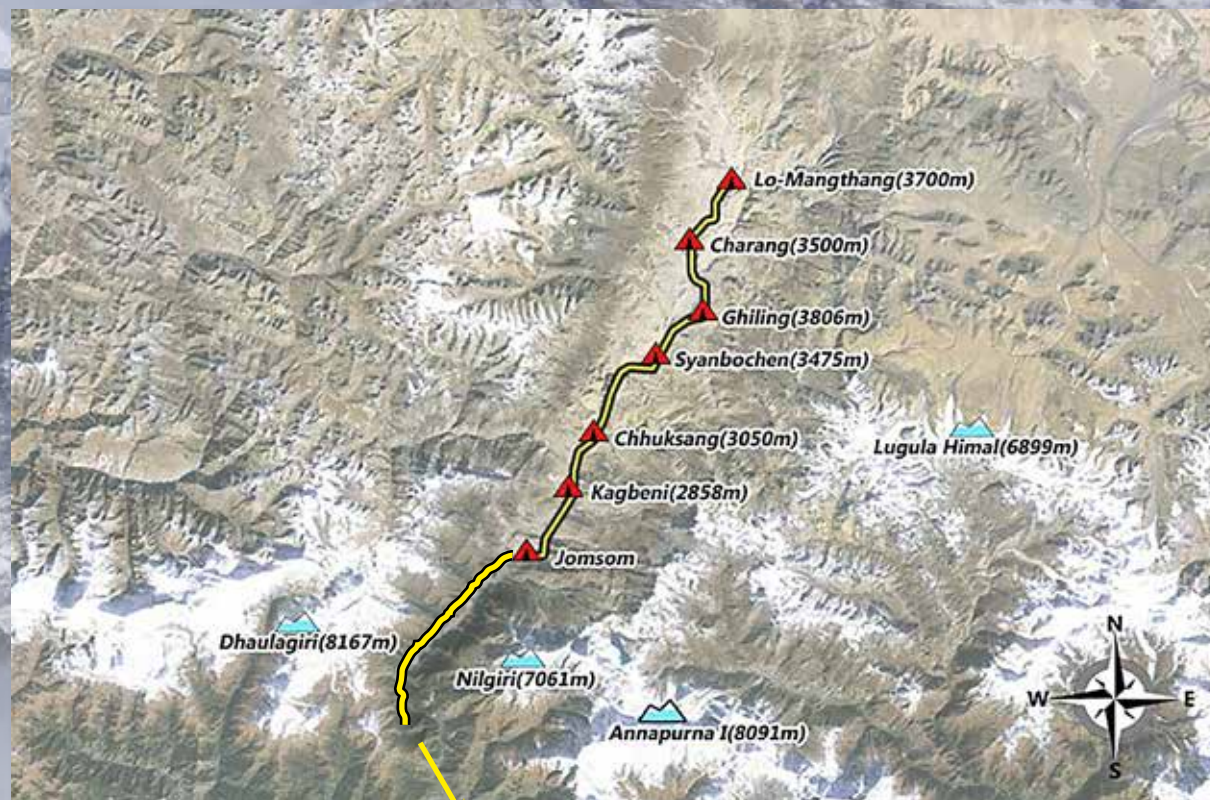 Lo-Mangthang(3700m)
Charang(3500m)
Ghiling(3806m)
Syanbochen(3475m)
Chhuksang(3050m)
Lugula Himal(6899m)
Kagbeni(2858m)
Jomsom
Dhaulagiri(8167m)
Nilgiri(7061m)
Annapurna I(8091m)
N
W
E
S